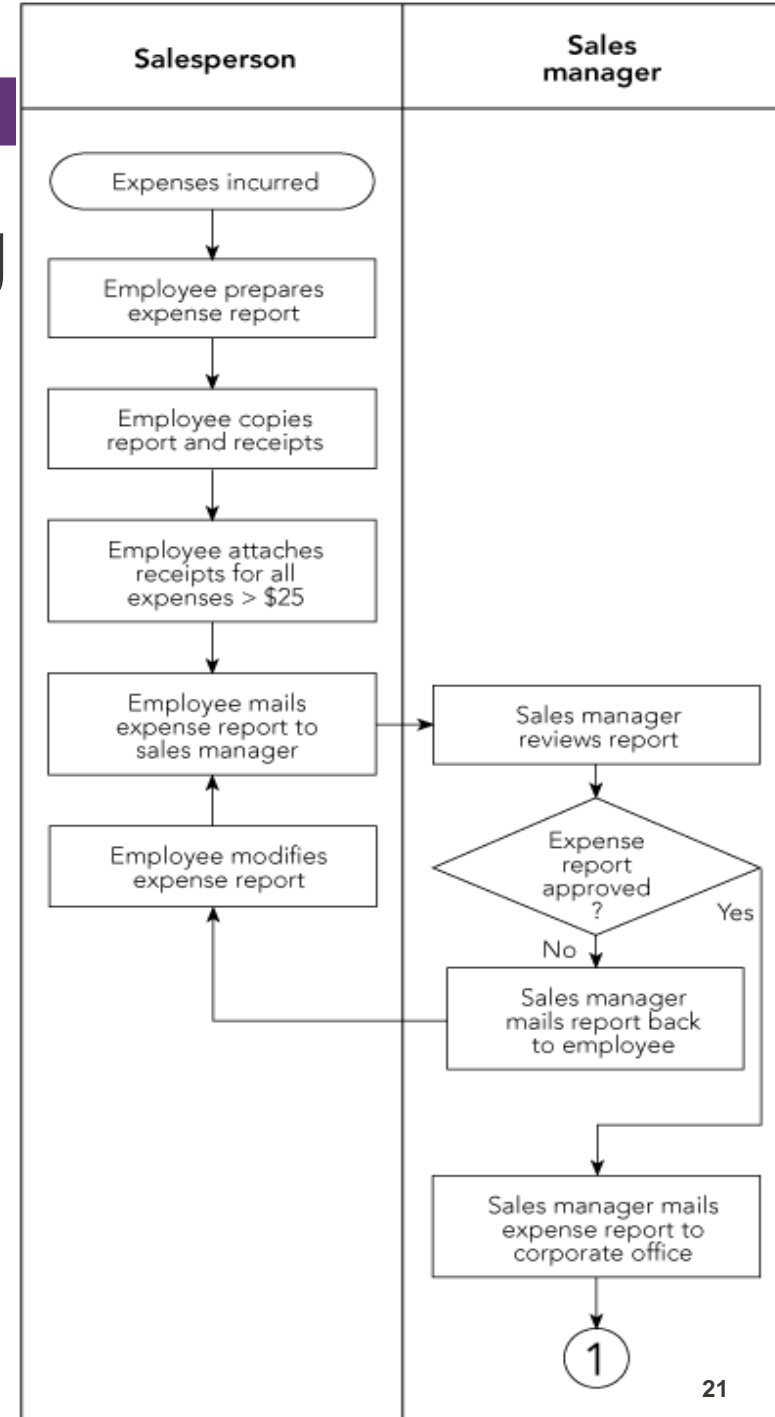 Salesperson
Sales
manager
Expenses incurred
Employee prepares
expense report
Employee copies
report and receipts
Employee attaches
receipts for all
expenses > $25
Employee mails
expense report to
sales manager
Sales manager
reviews report
Employee modifies
expense report
Expense
report
approved
?
Yes
No
Sales manager
mails report back
to employee
Sales manager mails
expense report to
corporate office
1
21